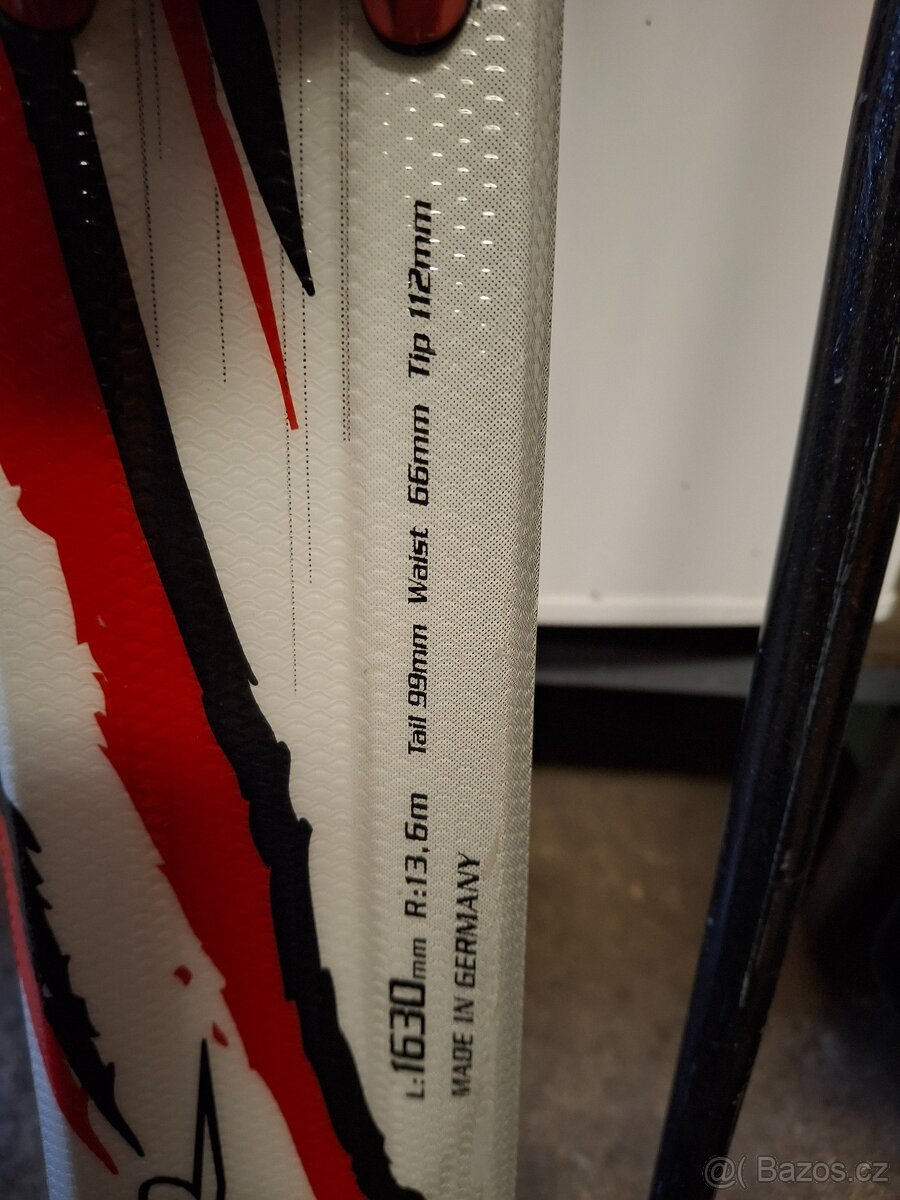 L:1630mm R:13,6m Tail 99mm Waist 66mm Tip 112mm
MADE IN GERMANY
@( Bazos.cz